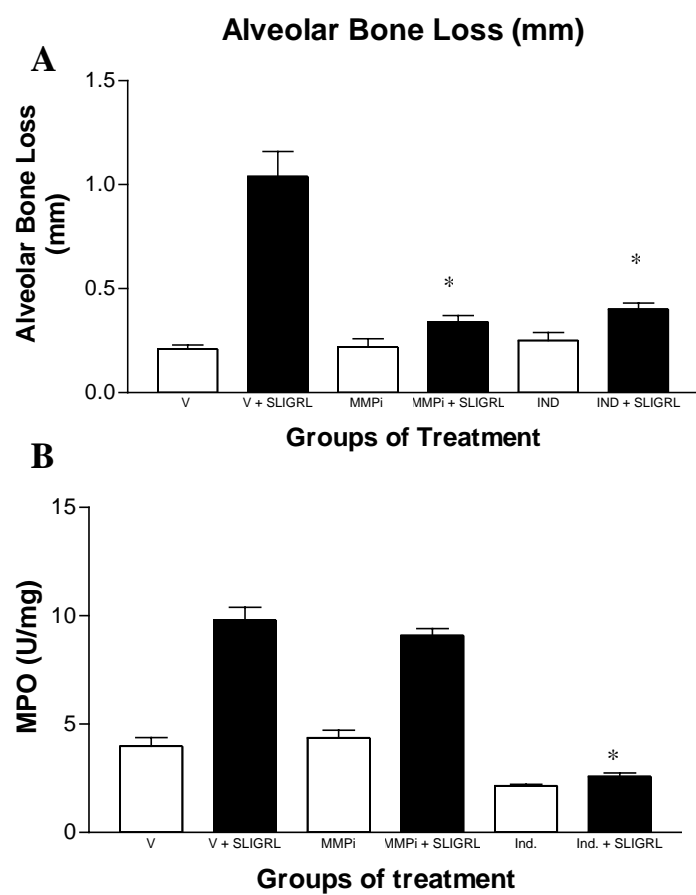 Alveolar Bone Loss (mm)
A
Alveolar Bone Loss
(mm)
1.5
1.0
0.5
0.0
*
*
V
V + SLIGRL
MMPi
MMPi + SLIGRL
IND
IND + SLIGRL
Groups of Treatment
B
MPO (U/mg)
15
10
5
0
*
V
V + SLIGRL
MMPi
MMPi + SLIGRL
Ind.
Ind. + SLIGRL
Groups of treatment